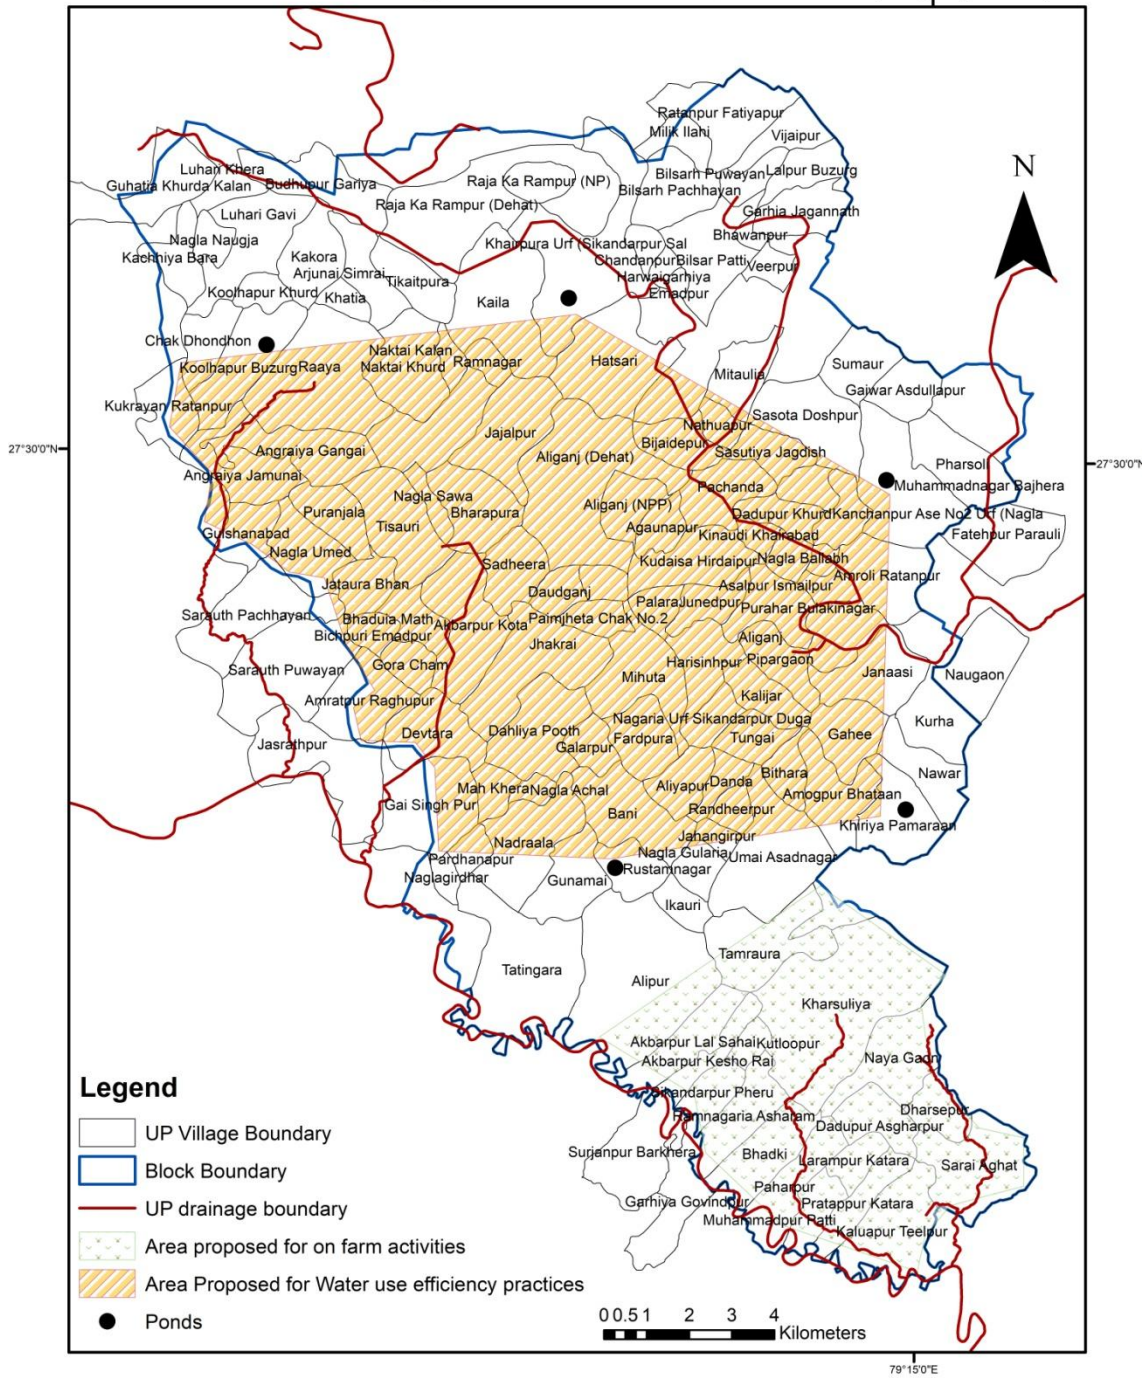 Ratanpur Fatiyapur
Milik Ilahi
Vijaipur
N
Luhari Khera
Bilsarh Puwayan
Lalpur Buzurg
Guhatia Khurda Kalan
Budhupur Gariya
Raja Ka Rampur (NP)
Bilsarh Pachhayan
Raja Ka Rampur (Dehat)
Luhari Gavi
Garhia Jagannath
Nagla Naugja
Khairpura Urf (Sikandarpur Sal
Bhawanpur
Kachhiya Bara
Kakora
Chandanpur
Bilsar Patti
Arjunai Simrai
Veerpur
Tikaitpura
Harwaigarhiya
Koolhapur Khurd
Khatia
Kaila
Emadpur
Chak Dhondhon
Naktai Kalan
Koolhapur Buzurg
Raaya
Naktai Khurd
Ramnagar
Hatsari
Mitaulia
Sumaur
Gaiwar Asdullapur
Kukrayan Ratanpur
Sasota Doshpur
Nathuapur
27°30'0"N
Jajalpur
Bijaidepur
Angraiya Gangai
Aliganj (Dehat)
Sasutiya Jagdish
27°30'0"N
Pharsoli
Angraiya Jamunai
Pachanda
Muhammadnagar Bajhera
Nagla Sawa
Puranjala
Bharapura
Aliganj (NPP)
Dadupur Khurd
Kanchanpur Ase No2 Urf (Nagla
Tisauri
Agaunapur
Gulshanabad
Kinaudi Khairabad
Fatehpur Parauli
Nagla Umed
Sadheera
Kudaisa Hirdaipur
Nagla Ballabh
Jataura Bhan
Daudganj
Asalpur Ismailpur
Amroli Ratanpur
Palara
Junedpur
Purahar Bulakinagar
Sarauth Pachhayan
Bhadula Math
Akbarpur Kota
Paimjheta Chak No.2
Bichpuri Emadpur
Jhakrai
Aliganj
Sarauth Puwayan
Gora Cham
Harisinhpur
Pipargaon
Mihuta
Janaasi
Naugaon
Amratpur Raghupur
Kalijar
Nagaria Urf Sikandarpur Duga
Kurha
Jasrathpur
Devtara
Dahliya Pooth
Fardpura
Tungai
Gahee
Galarpur
Nawar
Bithara
Mah Khera
Nagla Achal
Aliyapur
Danda
Amogpur Bhataan
Gai Singh Pur
Bani
Randheerpur
Khiriya Pamaraan
Nadraala
Jahangirpur
Pardhanapur
Nagla Gularia
Umai Asadnagar
Naglagirdhar
Gunamai
Rustamnagar
Ikauri
Tamraura
Tatingara
Alipur
Kharsuliya
Akbarpur Lal Sahai
Kutloopur
Akbarpur Kesho Rai
Naya Gaon
Sikandarpur Pheru
Ramnagaria Asharam
Dharsepur
Dadupur Asgharpur
Surjanpur Barkhera
Bhadki
Larampur Katara
Sarai Aghat
Paharpur
Garhiya Govindpur
Pratappur Katara
Muhammadpur Patti
Kaluapur Teelpur
Legend
UP Village Boundary
Block Boundary
UP drainage boundary
Area proposed for on farm activities
Area Proposed for Water use efficiency practices
Ponds
0 0.5 1 2 3 4
Kilometers
79°15'0"E